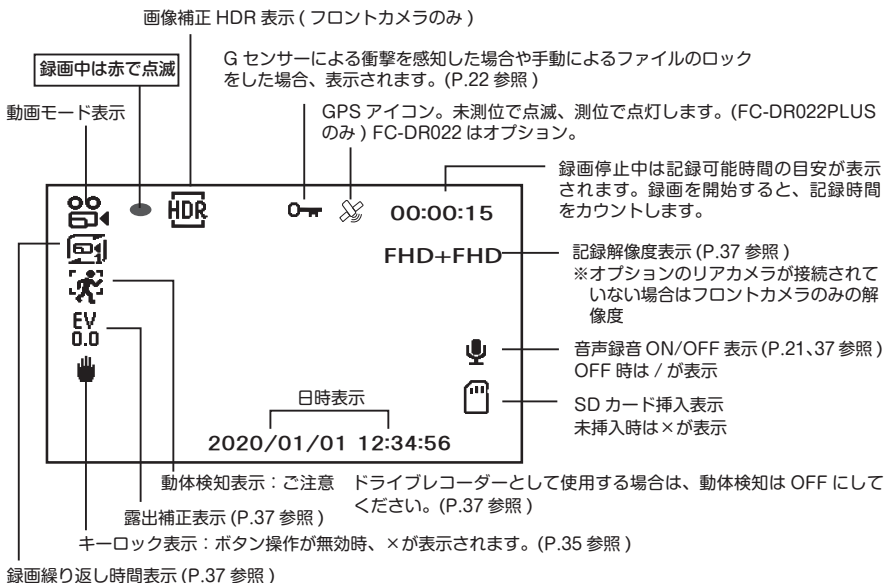 画像補正 HDR 表示 ( フロントカメラのみ )
録画中は赤で点滅
G センサーによる衝撃を感知した場合や手動によるファイルのロック
をした場合、表示されます。(P.22 参照 )
動画モード表示
GPS アイコン。未測位で点滅、測位で点灯します。(FC-DR022PLUS
のみ ) FC-DR022 はオプション。
録画停止中は記録可能時間の目安が表示
されます。録画を開始すると、記録時間
をカウントします。
HDR
00:00:15
FHD+FHD
記録解像度表示 (P.37 参照 )
※オプションのリアカメラが接続されて
いない場合はフロントカメラのみの解
像度
1
EV
0.0
音声録音 ON/OFF 表示 (P.21、37 参照 )
OFF 時は / が表示
SD カード挿入表示
未挿入時は×が表示
日時表示
2020/01/01 12:34:56
動体検知表示：ご注意　ドライブレコーダーとして使用する場合は、動体検知は OFF にして
ください。(P.37 参照 )
露出補正表示 (P.37 参照 )
キーロック表示：ボタン操作が無効時、×が表示されます。(P.35 参照 )
録画繰り返し時間表示 (P.37 参照 )